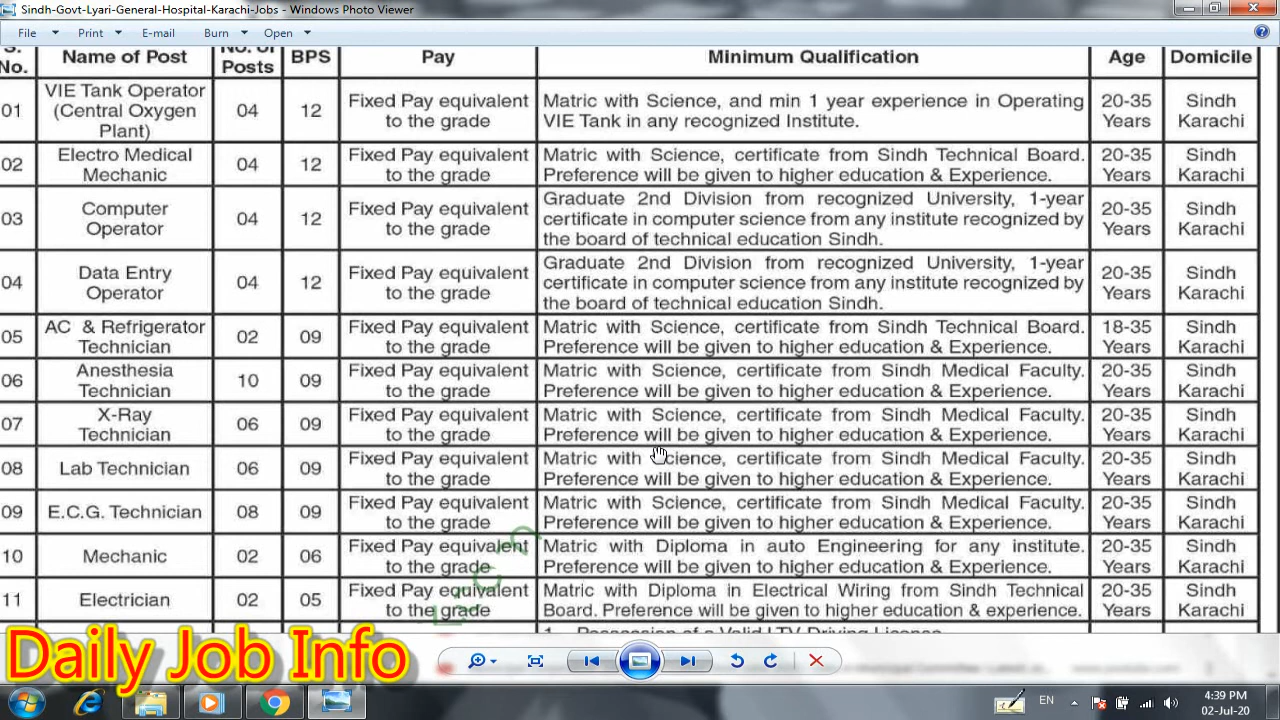 Sindh-Govt-Lyari-General-Hospital-Karachi-Jobs - Windows Photo Viewer
File Print E-mail Burn Open
S. No. Name of Post No. of Posts BPS Pay Minimum Qualification Age Domicile
01 VIE Tank Operator (Central Oxygen Plant) 04 12 Fixed Pay equivalent to the grade Matric with Science, and min 1 year experience in Operating VIE Tank in any recognized Institute. 20-35 Years Sindh Karachi
02 Electro Medical Mechanic 04 12 Fixed Pay equivalent to the grade Matric with Science, certificate from Sindh Technical Board. Preference will be given to higher education & Experience. 20-35 Years Sindh Karachi
03 Computer Operator 04 12 Fixed Pay equivalent to the grade Graduate 2nd Division from recognized University, 1-year certificate in computer science from any institute recognized by the board of technical education Sindh. 20-35 Years Sindh Karachi
04 Data Entry Operator 04 12 Fixed Pay equivalent to the grade Graduate 2nd Division from recognized University, 1-year certificate in computer science from any institute recognized by the board of technical education Sindh. 20-35 Years Sindh Karachi
05 AC & Refrigerator Technician 02 09 Fixed Pay equivalent to the grade Matric with Science, certificate from Sindh Technical Board. Preference will be given to higher education & Experience. 18-35 Years Sindh Karachi
06 Anesthesia Technician 10 09 Fixed Pay equivalent to the grade Matric with Science, certificate from Sindh Medical Faculty. Preference will be given to higher education & Experience. 20-35 Years Sindh Karachi
07 X-Ray Technician 06 09 Fixed Pay equivalent to the grade Matric with Science, certificate from Sindh Medical Faculty. Preference will be given to higher education & Experience. 20-35 Years Sindh Karachi
08 Lab Technician 06 09 Fixed Pay equivalent to the grade Matric with Science, certificate from Sindh Medical Faculty. Preference will be given to higher education & Experience. 20-35 Years Sindh Karachi
09 E.C.G. Technician 08 09 Fixed Pay equivalent to the grade Matric with Science, certificate from Sindh Medical Faculty. Preference will be given to higher education & Experience. 20-35 Years Sindh Karachi
10 Mechanic 02 06 Fixed Pay equivalent to the grade Matric with Diploma in auto Engineering for any institute. Preference will be given to higher education & Experience. 20-35 Years Sindh Karachi
11 Electrician 02 05 Fixed Pay equivalent to the grade Matric with Diploma in Electrical Wiring from Sindh Technical Board. Preference will be given to higher education & experience. 20-35 Years Sindh Karachi
1. Possession of a Valid LTV Driving License
Daily Job Info
EN
4:39 PM
02-Jul-20